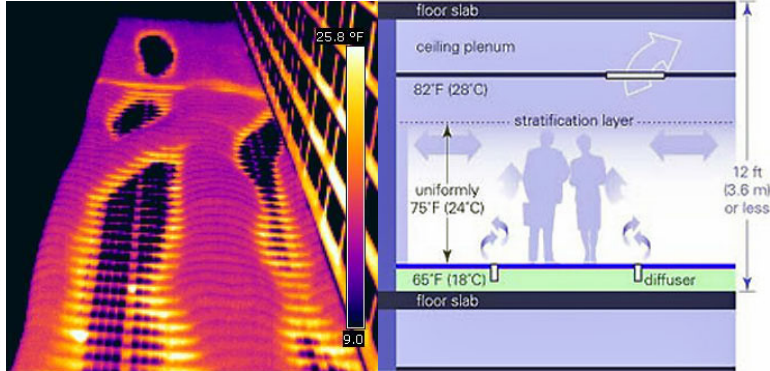 25.8 °F
9.0
floor slab
ceiling plenum
82°F (28°C)
stratification layer
uniformly
75°F (24°C)
12 ft
(3.6 m)
or less
65°F (18°C)
diffuser
floor slab